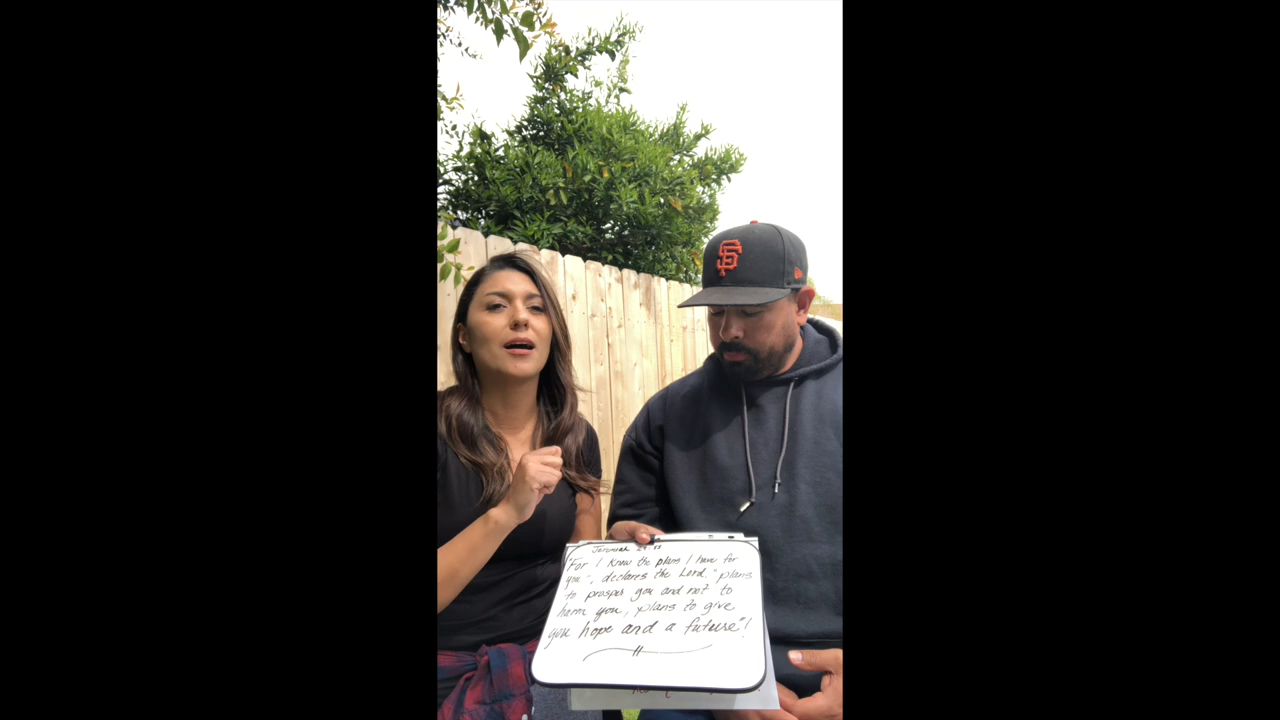 SF
Jeremiah 29:11
"For I know the plans I have for
you", declares the Lord. "plans
to prosper you and not to
harm you, plans to give
you hope and a future"!